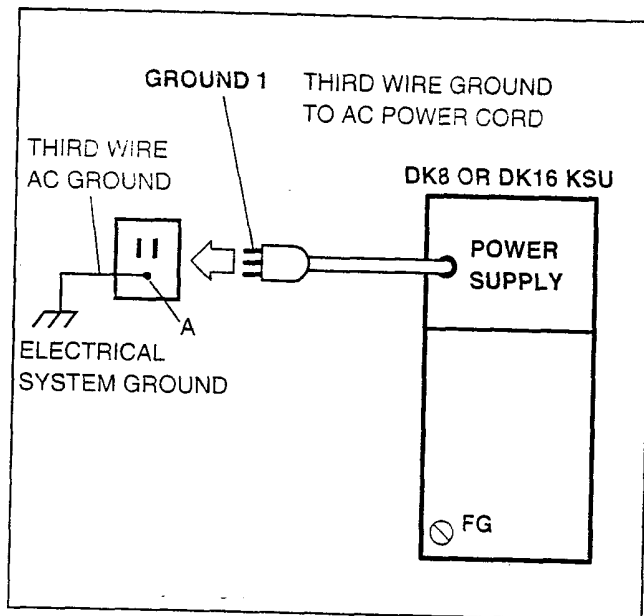 GROUND 1
THIRD WIRE GROUND
TO AC POWER CORD
THIRD WIRE
AC GROUND
DK8 OR DK16 KSU
POWER
SUPPLY
A
ELECTRICAL
SYSTEM GROUND
FG